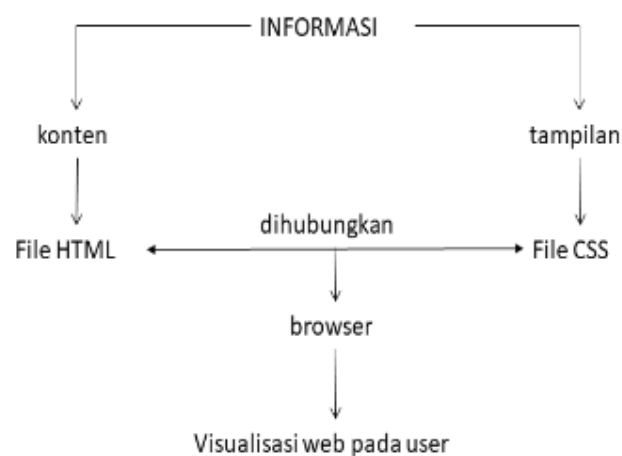 INFORMASI
konten
tampilan
dihubungkan
File HTML
File CSS
browser
Visualisasi web pada user